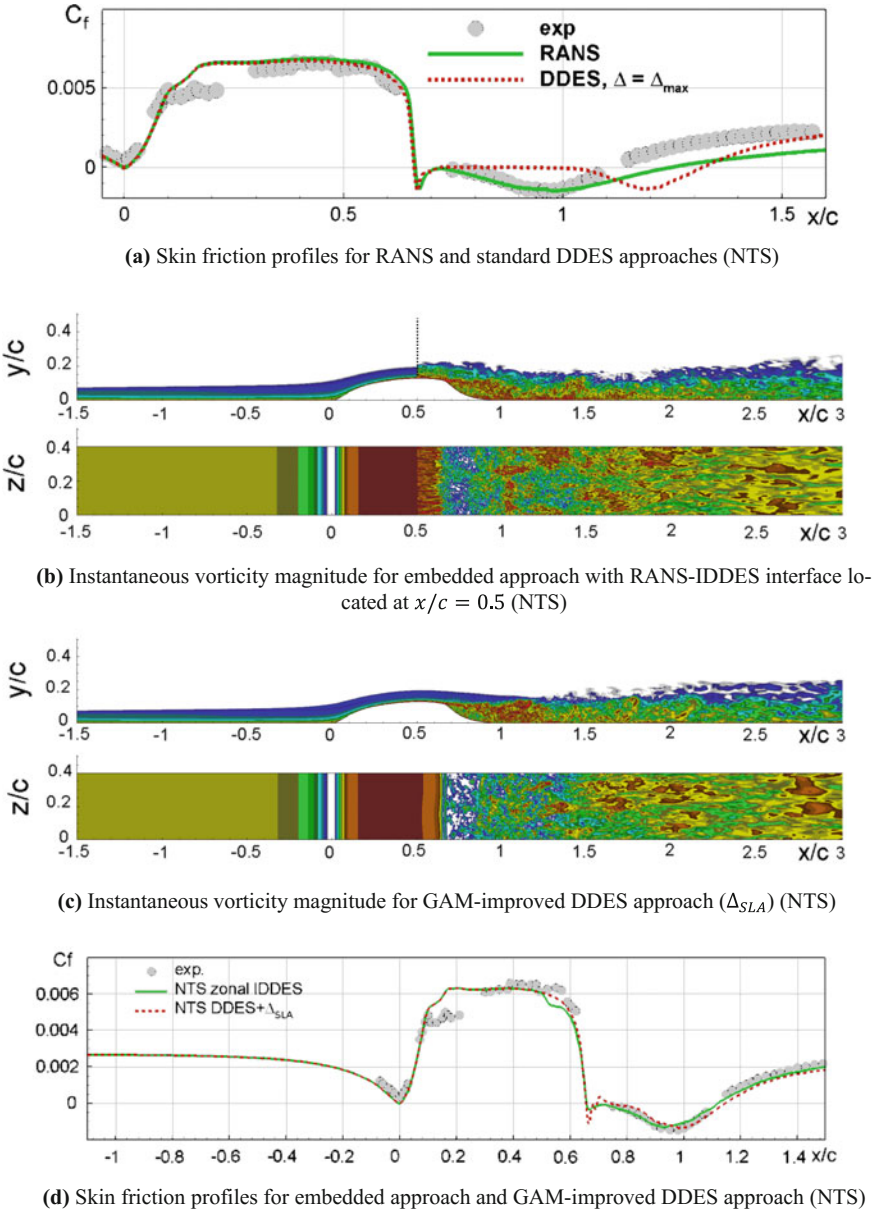 C_f
exp
RANS
DDES, Δ = Δ_max
0.005
0
0 0.5 1 1.5 x/c
(a) Skin friction profiles for RANS and standard DDES approaches (NTS)
y/c
0.4
0.2
0
-1.5 -1 -0.5 0 0.5 1 1.5 2 2.5 x/c 3
z/c
0.4
0.2
0
-1.5 -1 -0.5 0 0.5 1 1.5 2 2.5 x/c 3
(b) Instantaneous vorticity magnitude for embedded approach with RANS-IDDES interface lo-
cated at x/c = 0.5 (NTS)
y/c
0.4
0.2
0
-1.5 -1 -0.5 0 0.5 1 1.5 2 2.5 x/c 3
z/c
0.4
0.2
0
-1.5 -1 -0.5 0 0.5 1 1.5 2 2.5 x/c 3
(c) Instantaneous vorticity magnitude for GAM-improved DDES approach (Δ_SLA) (NTS)
Cf
exp.
NTS zonal IDDES
NTS DDES+Δ_SLA
0.006
0.004
0.002
0
-1 -0.8 -0.6 -0.4 -0.2 0 0.2 0.4 0.6 0.8 1 1.2 1.4 x/c
(d) Skin friction profiles for embedded approach and GAM-improved DDES approach (NTS)